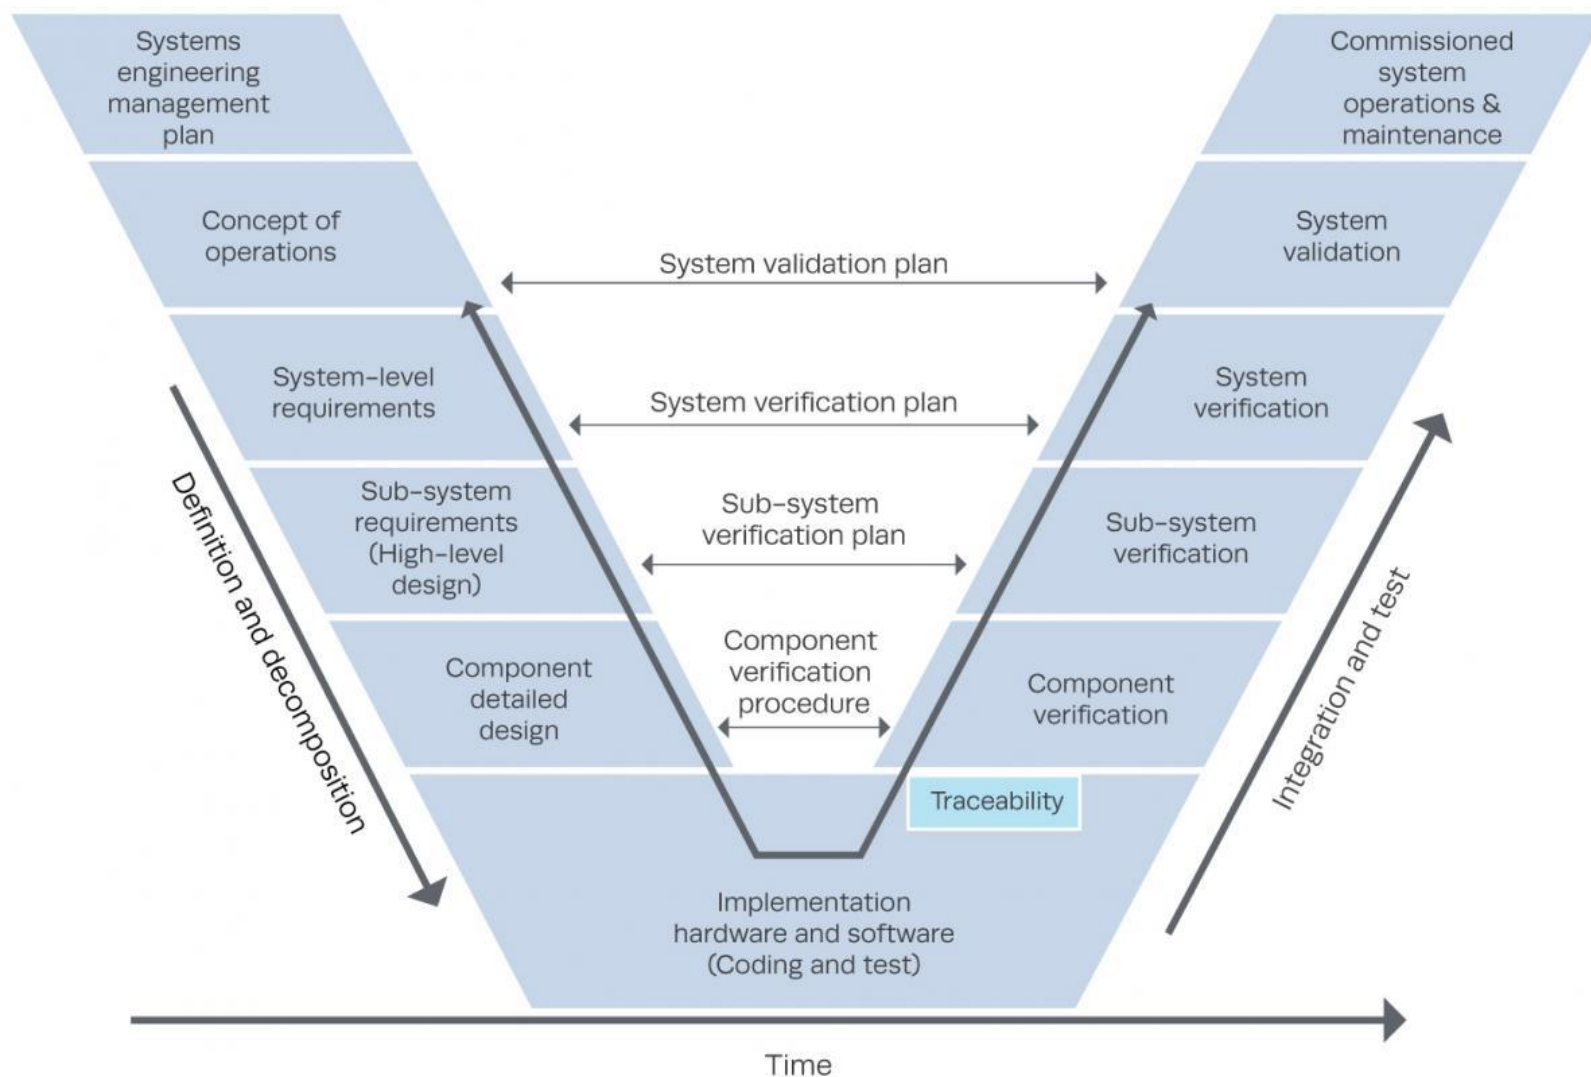 Systems
engineering
management
plan
Commissioned
system
operations &
maintenance
Concept of
operations
System
validation
System validation plan
System-level
requirements
System verification plan
System
verification
Sub-system
requirements
(High-level
design)
Sub-system
verification plan
Sub-system
verification
Definition and decomposition
Component
detailed
design
Component
verification
procedure
Component
verification
Integration and test
Traceability
Implementation
hardware and software
(Coding and test)
Time